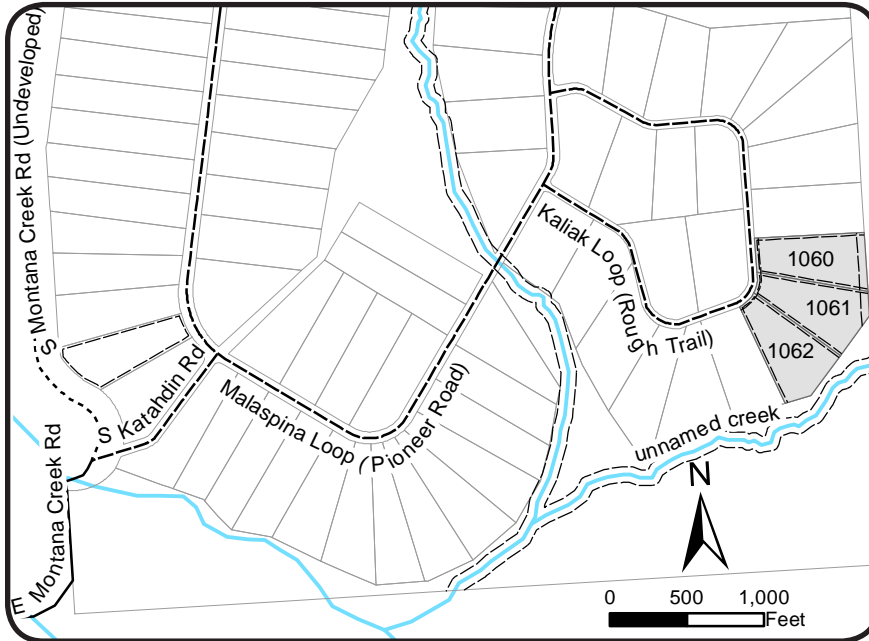 S Montana Creek Rd (Undeveloped)
Kaliak Loop (Rough Trail)
1060
1061
1062
S Katahdin Rd
Malaspina Loop (Pioneer Road)
unnamed creek
E Montana Creek Rd
N
0 500 1,000
Feet